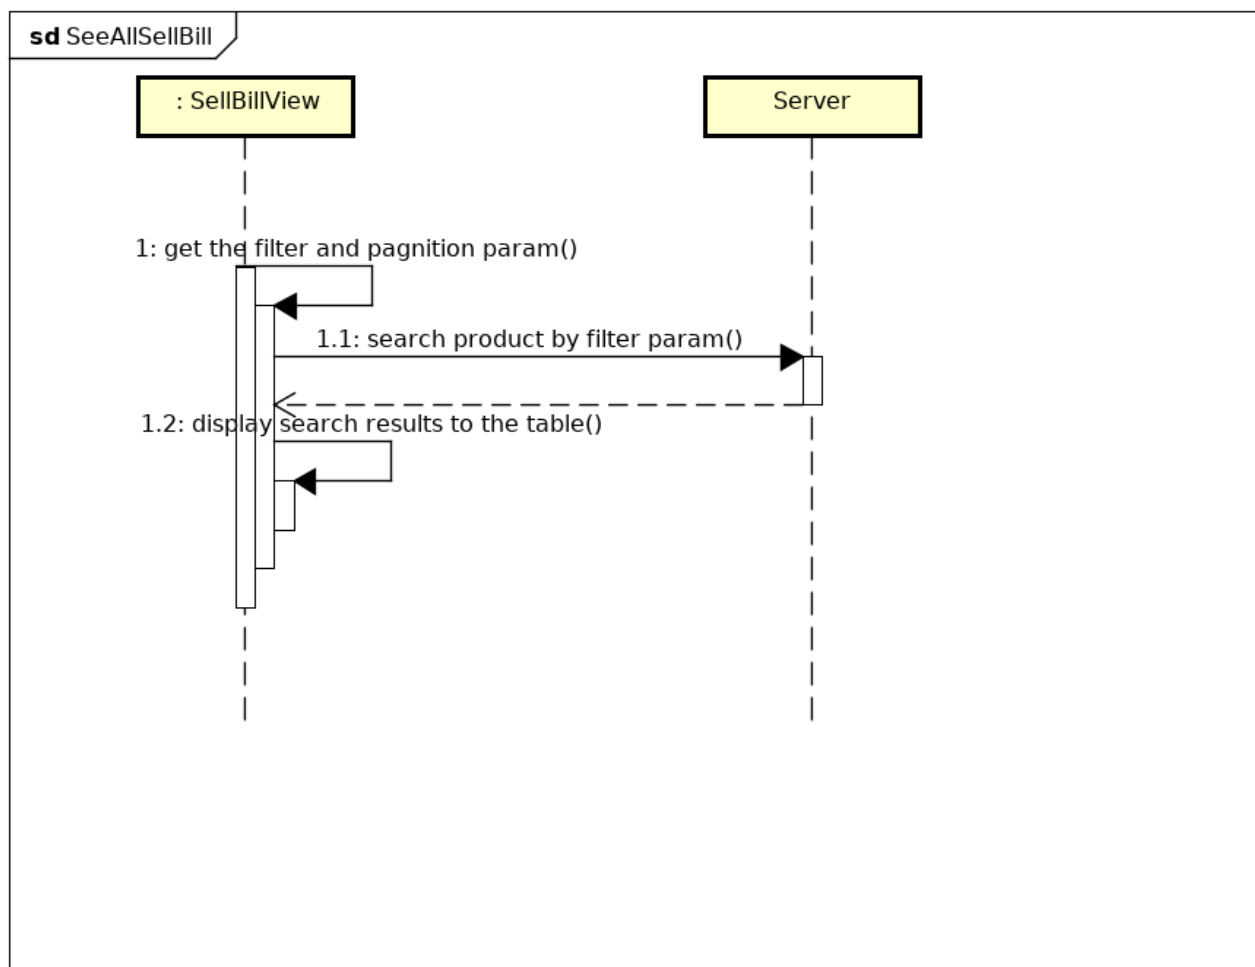 sd SeeAllSellBill
: SellBillView
Server
1: get the filter and pagnition param()
1.1: search product by filter param()
1.2: display search results to the table()